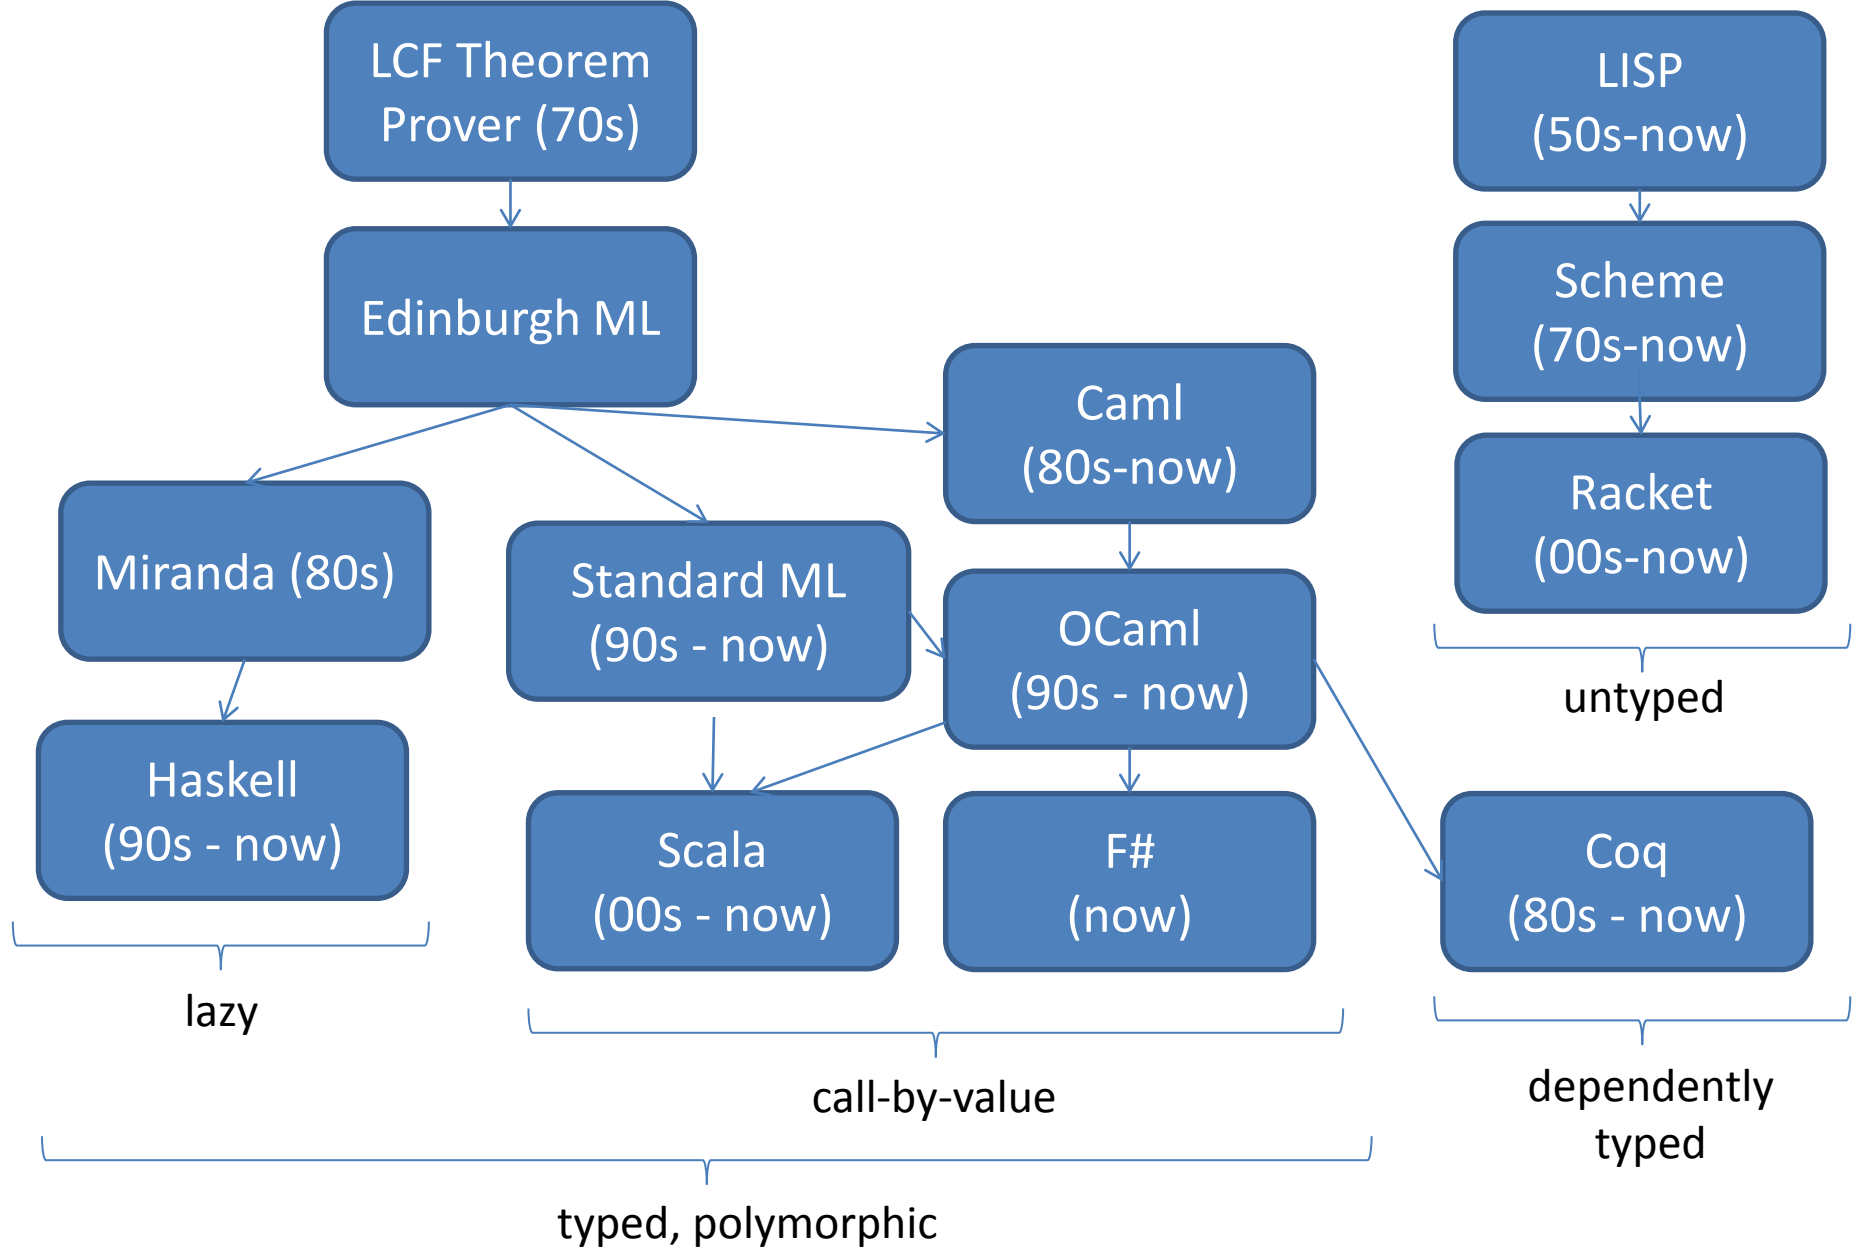 LCF Theorem
Prover (70s)
LISP
(50s-now)
Edinburgh ML
Scheme
(70s-now)
Caml
(80s-now)
Racket
(00s-now)
Miranda (80s)
Standard ML
(90s - now)
OCaml
(90s - now)
untyped
Haskell
(90s - now)
Scala
(00s - now)
F#
(now)
Coq
(80s - now)
lazy
call-by-value
dependently
typed
typed, polymorphic